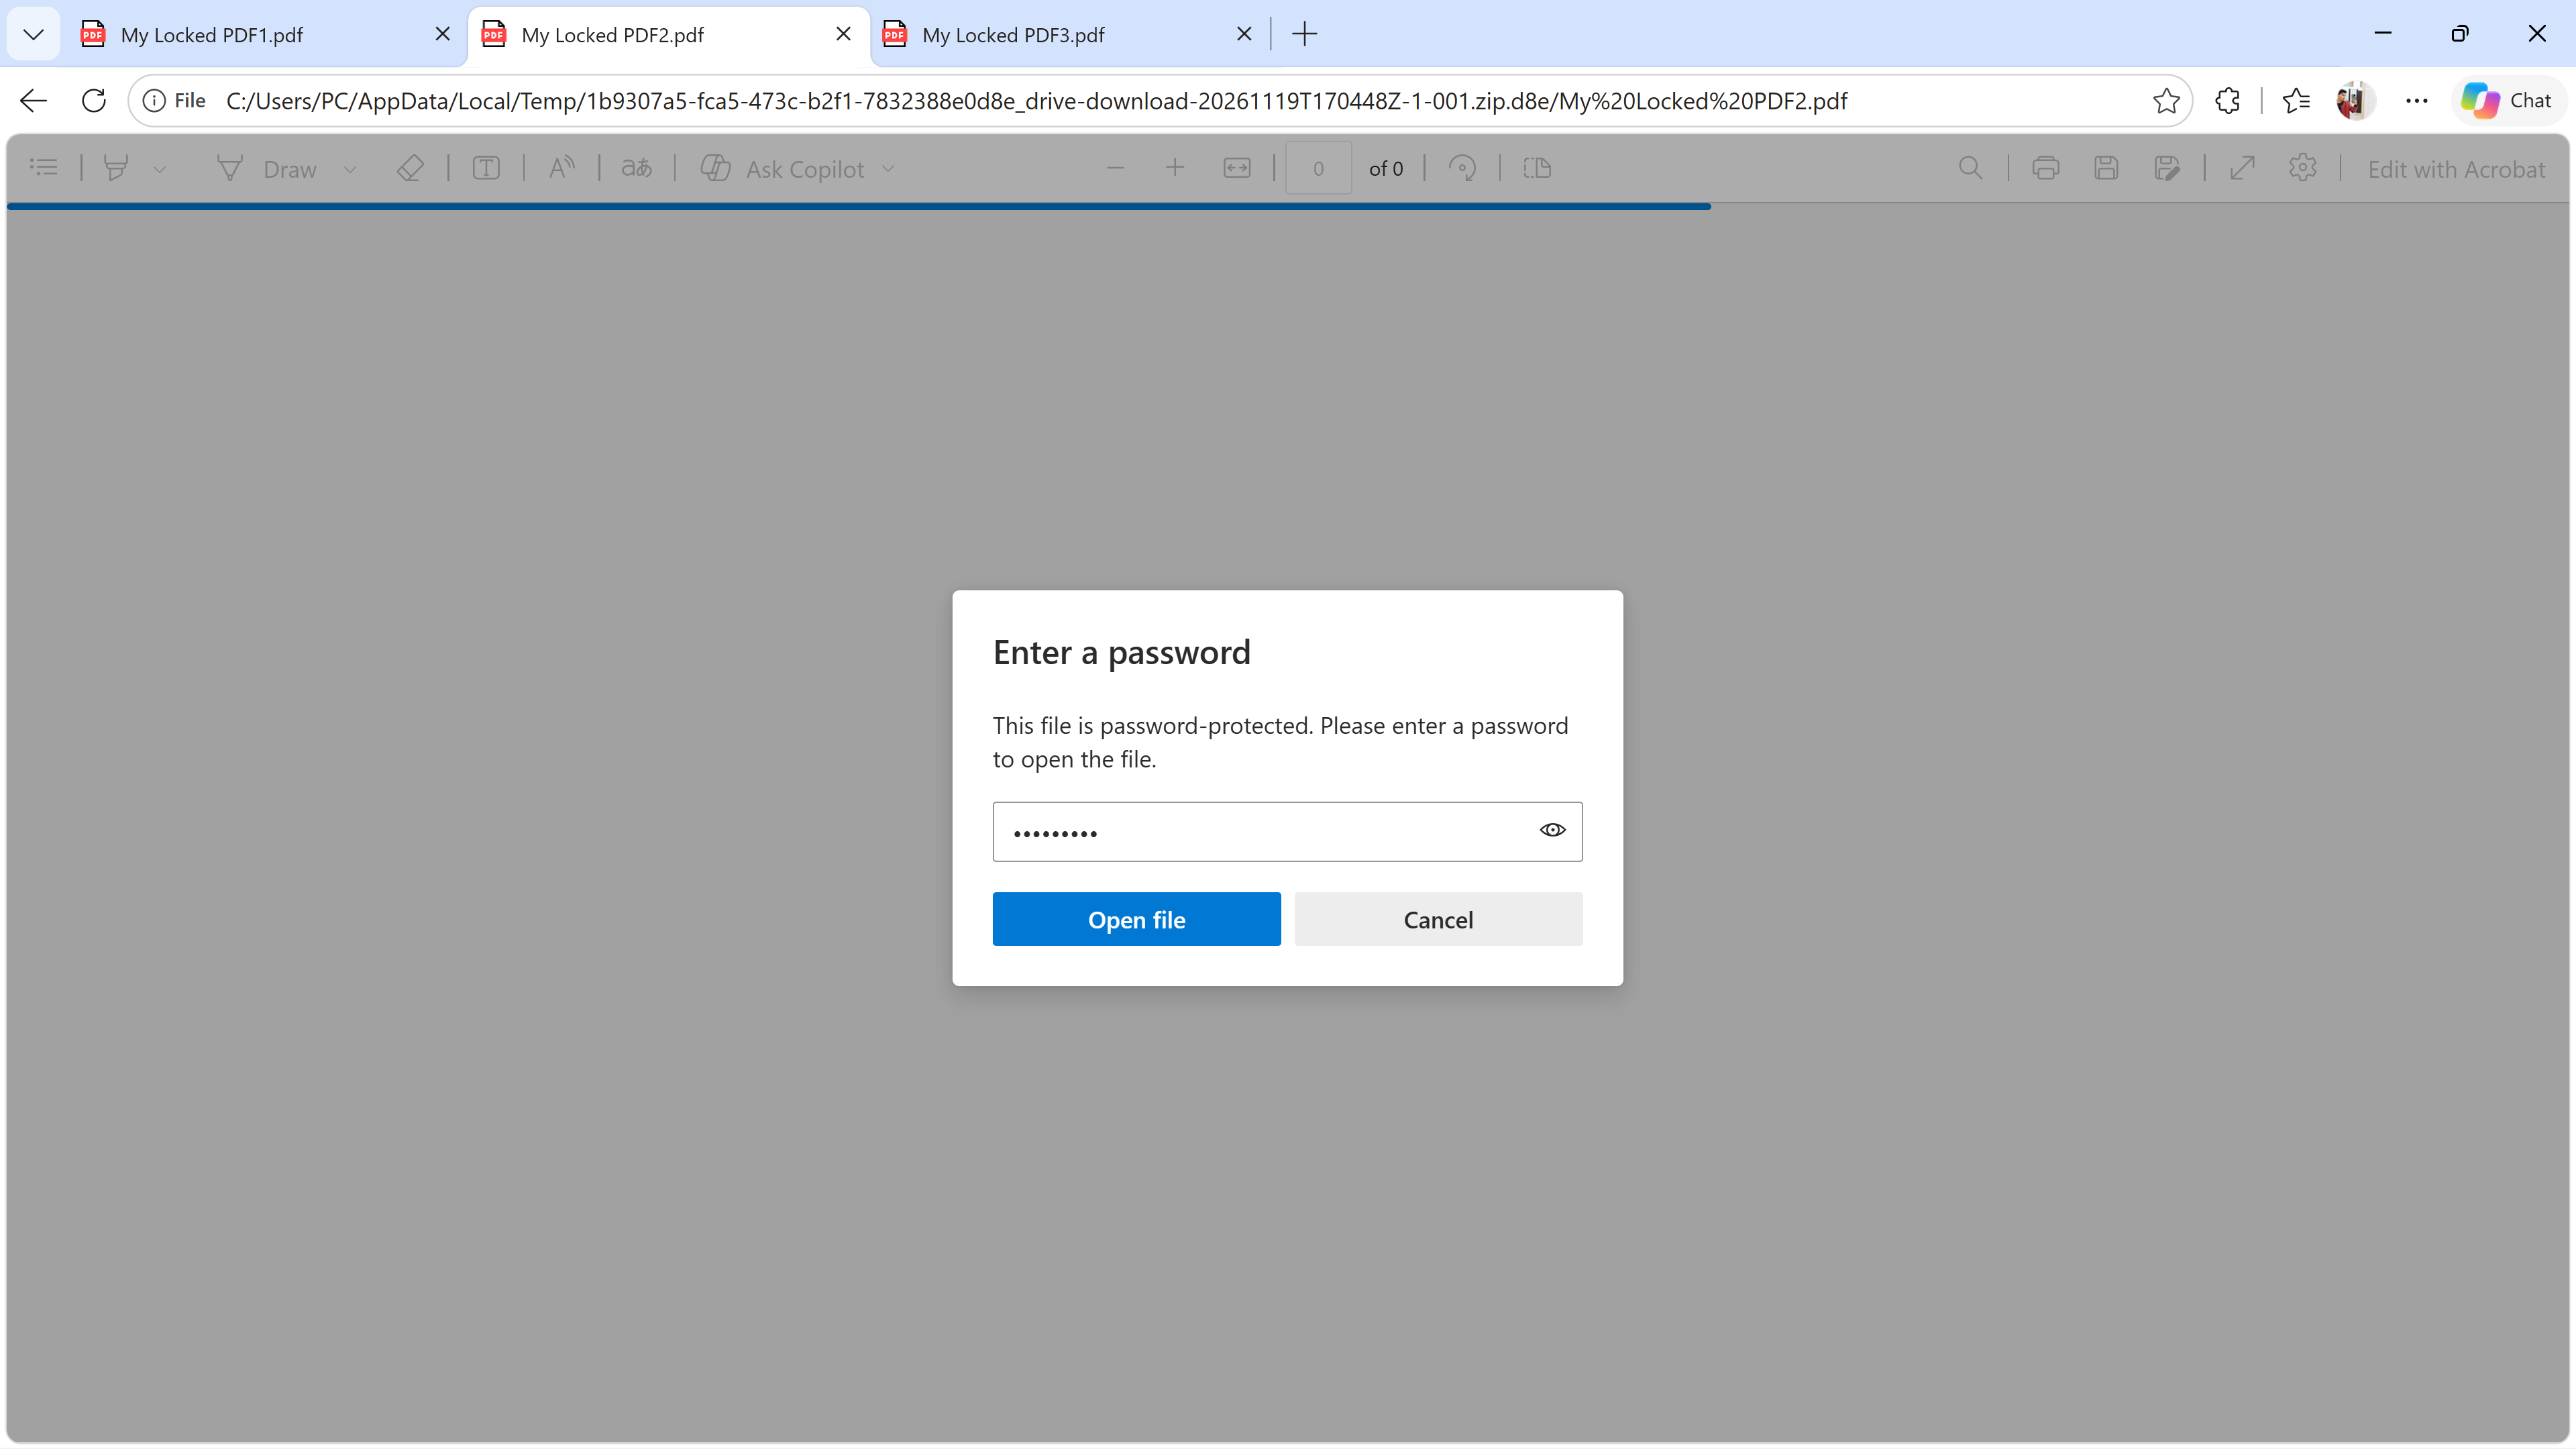 My Locked PDF1.pdf
My Locked PDF2.pdf
My Locked PDF3.pdf
File C:/Users/PC/AppData/Local/Temp/1b9307a5-fca5-473c-b2f1-7832388e0d8e_drive-download-20261119T170448Z-1-001.zip.d8e/My%20Locked%20PDF2.pdf
Chat
Draw
Ask Copilot
0 of 0
Edit with Acrobat
Enter a password
This file is password-protected. Please enter a password
to open the file.
•••••••••
Open file
Cancel